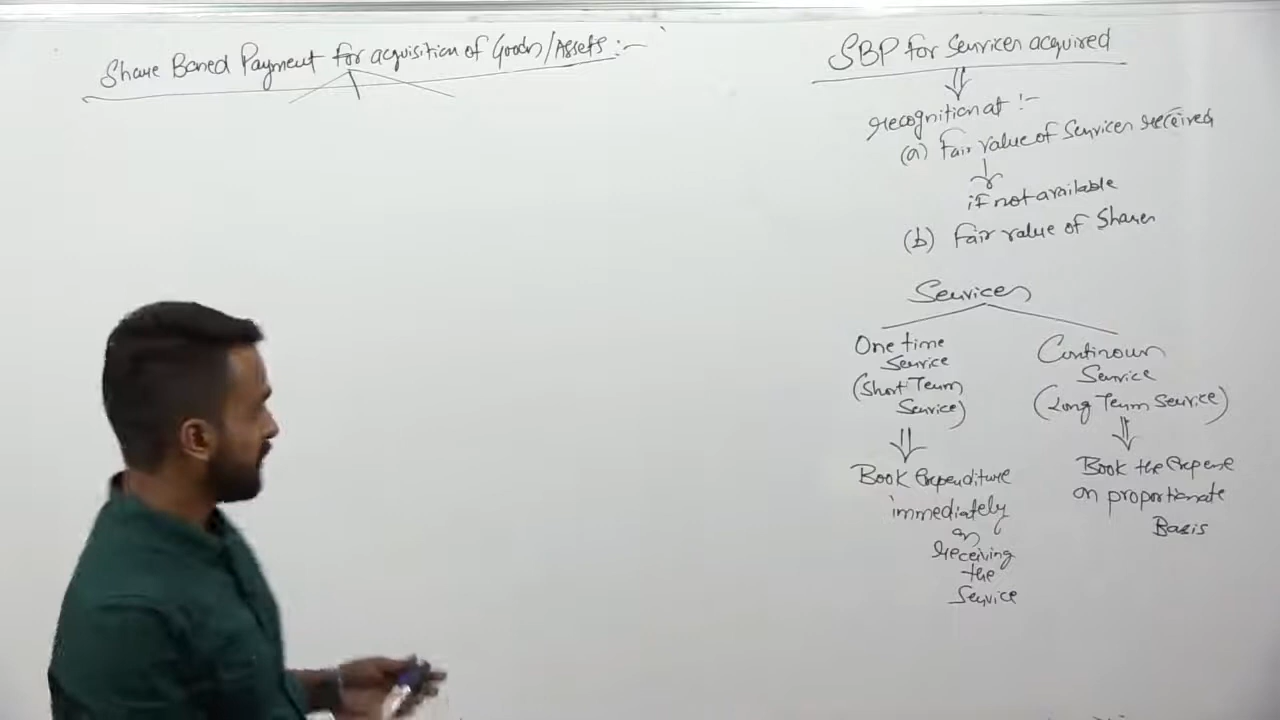 Share Based Payment for acquisition of Goods/Assets :-
SBP for services acquired
recognition at :-
(a) Fair value of Services received
if not available
(b) Fair value of Shares
Services
One time
Service
(Short Term
Service)
Book Expenditure
immediately
on
receiving
the
Service
Continous
Service
(Long Term Service)
Book the Expense
on proportionate
Basis